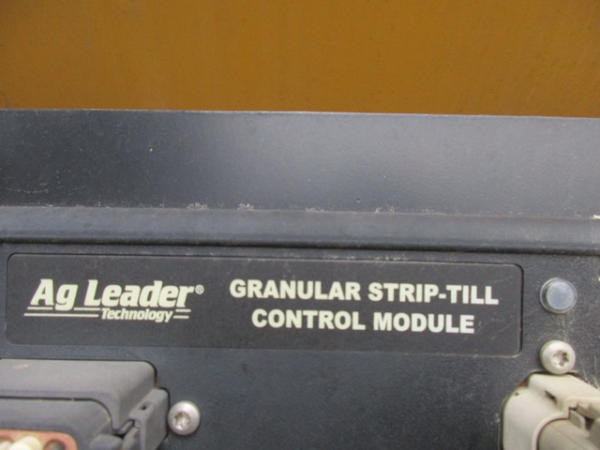 Ag Leader®
Technology
GRANULAR STRIP-TILL
CONTROL MODULE